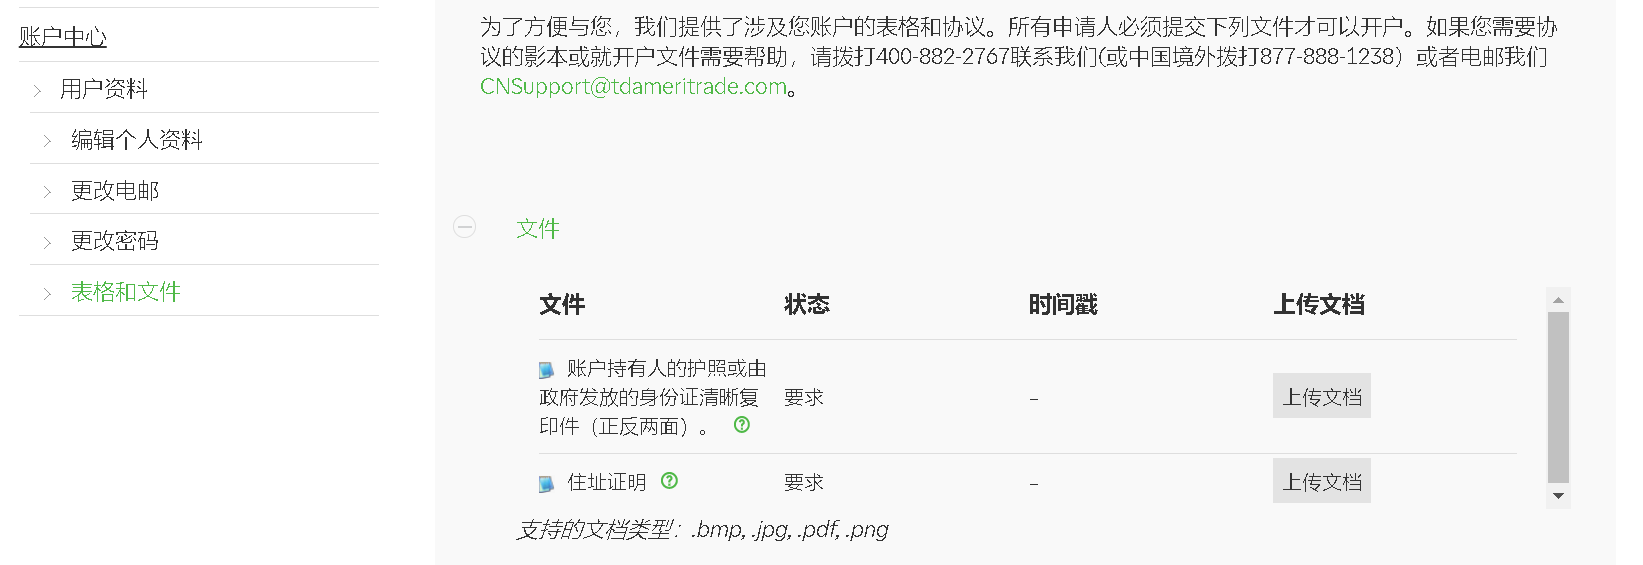 账户中心
用户资料
编辑个人资料
更改电邮
更改密码
表格和文件
为了方便与您，我们提供了涉及您账户的表格和协议。所有申请人必须提交下列文件才可以开户。如果您需要协
议的影本或就开户文件需要帮助，请拨打400-882-2767联系我们(或中国境外拨打877-888-1238）或者电邮我们
CNSupport@tdameritrade.com。
文件
文件 状态 时间戳 上传文档
账户持有人的护照或由
政府发放的身份证清晰复 要求 – 上传文档
印件（正反两面）。
住址证明 要求 – 上传文档
支持的文档类型：.bmp, .jpg, .pdf, .png